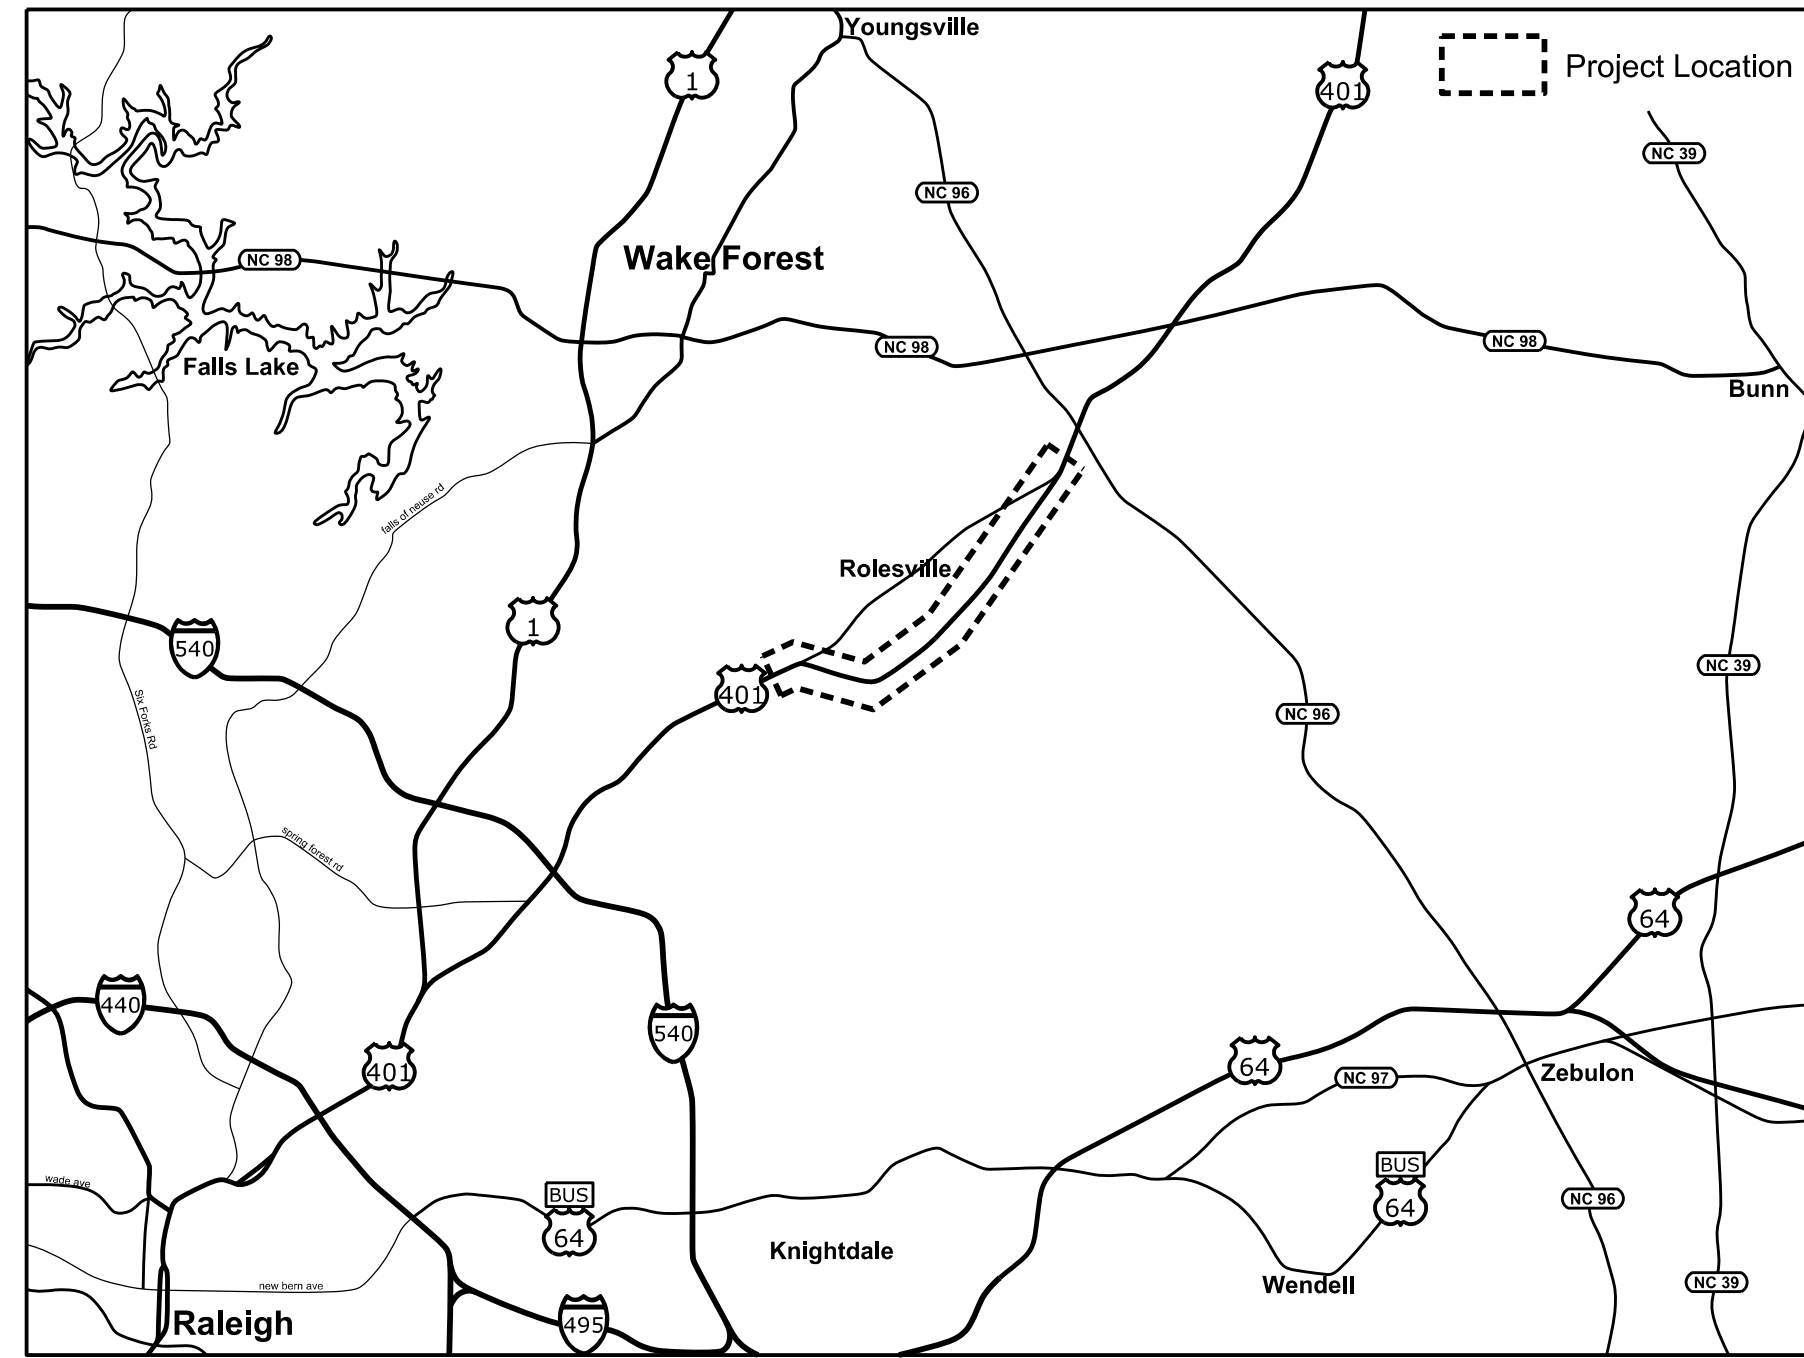 Youngsville
Project Location
1
401
NC 39
NC 96
Wake Forest
NC 98
NC 98
NC 98
Falls Lake
Bunn
falls of neuse rd
Rolesville
1
540
NC 39
401
Six Forks Rd
NC 96
spring forest rd
64
440
540
401
64
NC 97
Zebulon
wade ave
BUS
64
BUS
64
NC 96
Knightdale
Wendell
NC 39
new bern ave
Raleigh
495